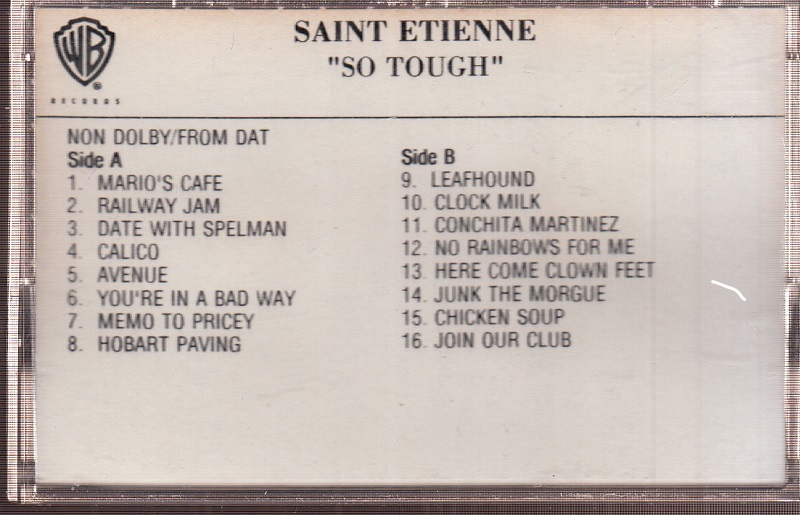 WB
RECORDS
SAINT ETIENNE
"SO TOUGH"
NON DOLBY/FROM DAT
Side A
1. MARIO'S CAFE
2. RAILWAY JAM
3. DATE WITH SPELMAN
4. CALICO
5. AVENUE
6. YOU'RE IN A BAD WAY
7. MEMO TO PRICEY
8. HOBART PAVING
Side B
9. LEAFHOUND
10. CLOCK MILK
11. CONCHITA MARTINEZ
12. NO RAINBOWS FOR ME
13. HERE COME CLOWN FEET
14. JUNK THE MORGUE
15. CHICKEN SOUP
16. JOIN OUR CLUB